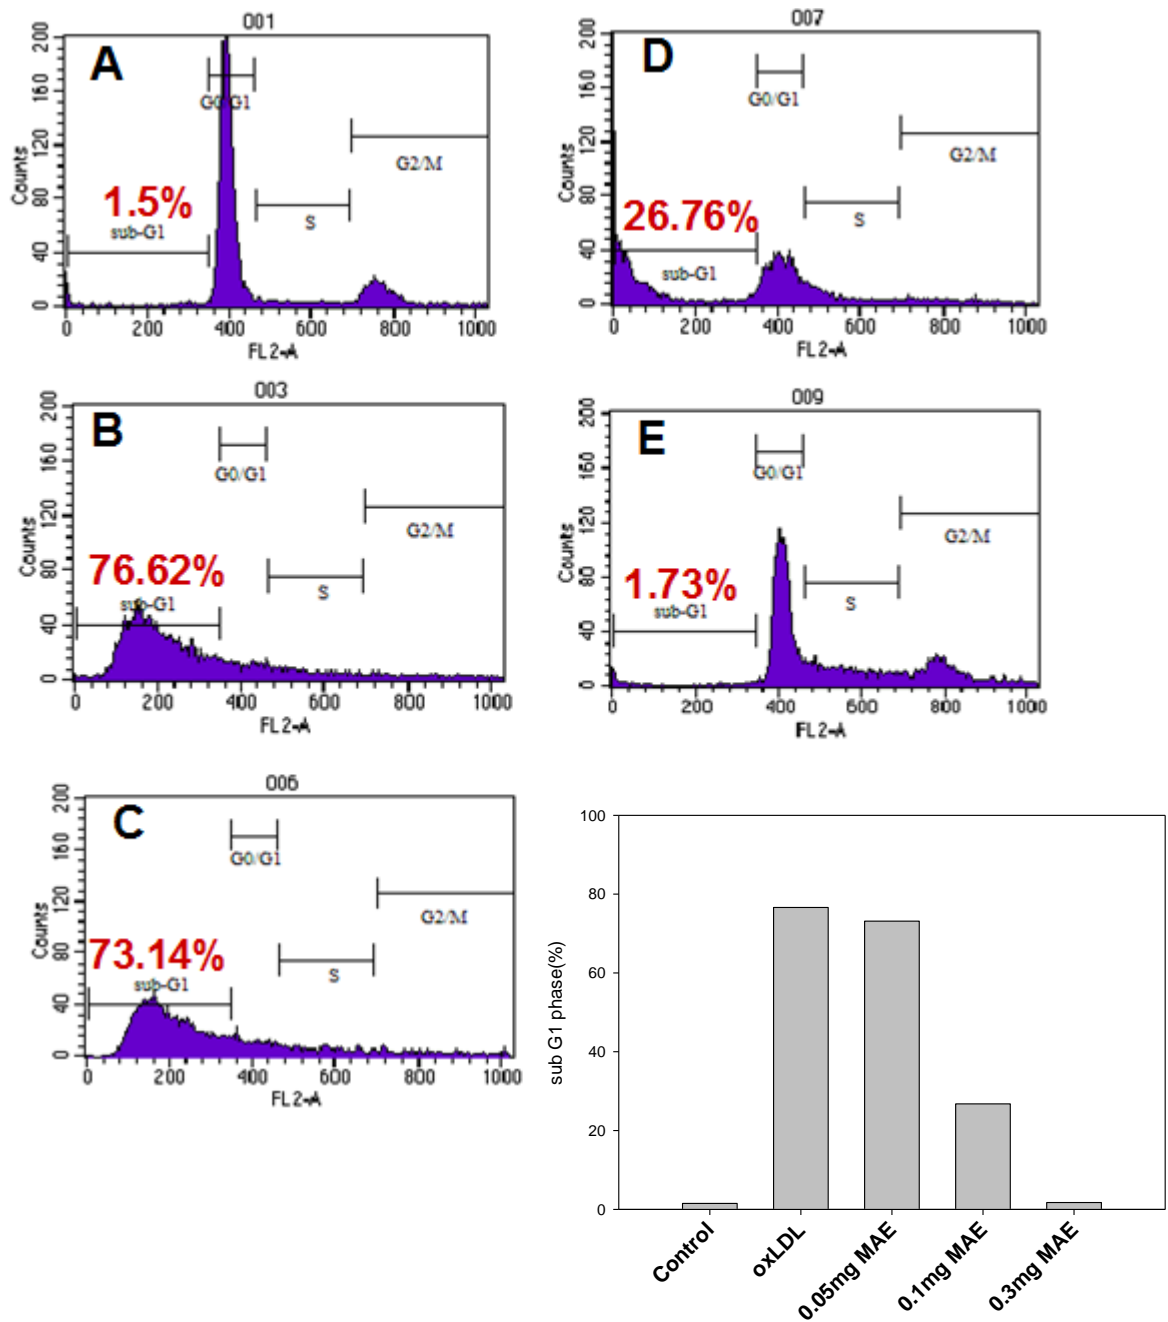 001
A
200
160
120
80
40
0
Counts
G0/G1
G2/M
S
1.5%
sub-G1
0 200 400 600 800 1000
FL2-A
007
D
200
160
120
80
40
0
Counts
G0/G1
G2/M
S
26.76%
sub-G1
0 200 400 600 800 1000
FL2-A
003
B
200
160
120
80
40
0
Counts
G0/G1
G2/M
S
76.62%
sub-G1
0 200 400 600 800 1000
FL2-A
009
E
200
160
120
80
40
0
Counts
G0/G1
G2/M
S
1.73%
sub-G1
0 200 400 600 800 1000
FL2-A
006
C
200
160
120
80
40
0
Counts
G0/G1
G2/M
S
73.14%
sub-G1
0 200 400 600 800 1000
FL2-A
100
80
60
40
20
0
sub G1 phase(%)
Control
oxLDL
0.05mg MAE
0.1mg MAE
0.3mg MAE